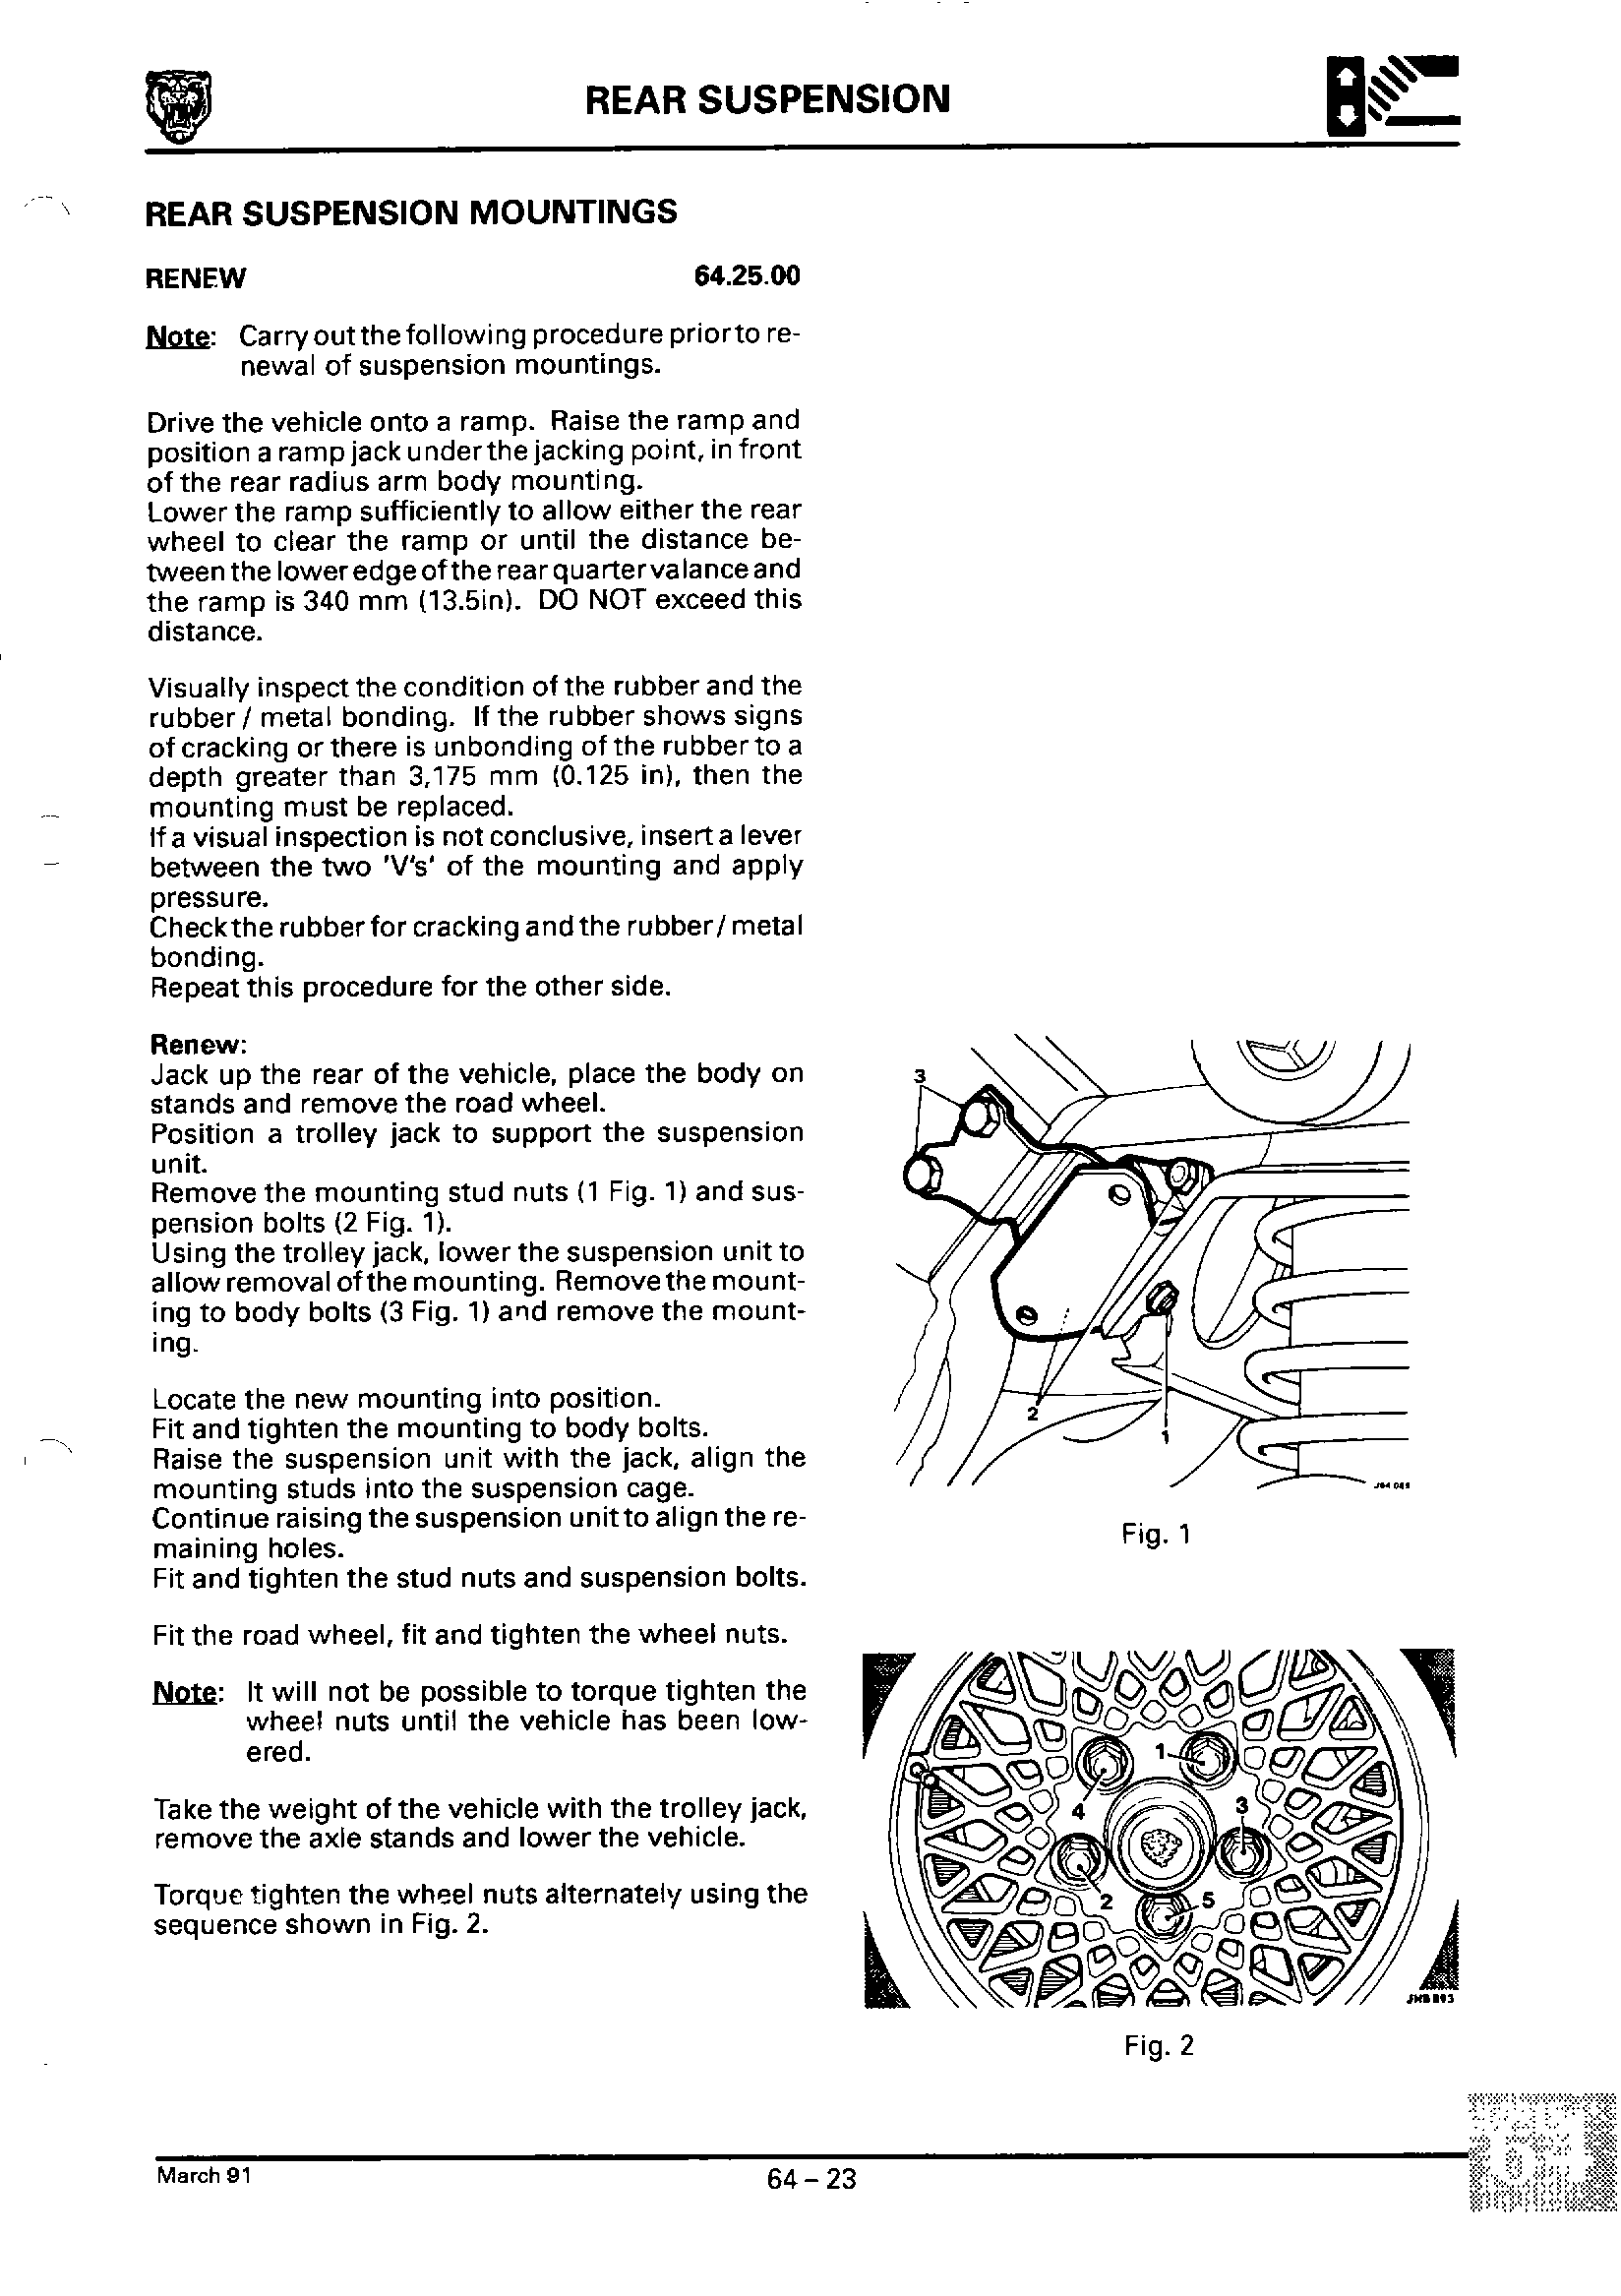 REAR SUSPENSION
REAR SUSPENSION MOUNTINGS
RENEW 64.25.00
Note: Carry out the following procedure prior to re-
newal of suspension mountings.
Drive the vehicle onto a ramp. Raise the ramp and
position a ramp jack under the jacking point, in front
of the rear radius arm body mounting.
Lower the ramp sufficiently to allow either the rear
wheel to clear the ramp or until the distance be-
tween the lower edge of the rear quarter valance and
the ramp is 340 mm (13.5in). DO NOT exceed this
distance.
Visually inspect the condition of the rubber and the
rubber / metal bonding. If the rubber shows signs
of cracking or there is unbonding of the rubber to a
depth greater than 3,175 mm (0.125 in), then the
mounting must be replaced.
If a visual inspection is not conclusive, insert a lever
between the two 'V's' of the mounting and apply
pressure.
Check the rubber for cracking and the rubber / metal
bonding.
Repeat this procedure for the other side.
Renew:
Jack up the rear of the vehicle, place the body on
stands and remove the road wheel.
Position a trolley jack to support the suspension
unit.
Remove the mounting stud nuts (1 Fig. 1) and sus-
pension bolts (2 Fig. 1).
Using the trolley jack, lower the suspension unit to
allow removal of the mounting. Remove the mount-
ing to body bolts (3 Fig. 1) and remove the mount-
ing.
Locate the new mounting into position.
Fit and tighten the mounting to body bolts.
Raise the suspension unit with the jack, align the
mounting studs into the suspension cage.
Continue raising the suspension unit to align the re-
maining holes.
Fit and tighten the stud nuts and suspension bolts.
Fit the road wheel, fit and tighten the wheel nuts.
Note: It will not be possible to torque tighten the
wheel nuts until the vehicle has been low-
ered.
Take the weight of the vehicle with the trolley jack,
remove the axle stands and lower the vehicle.
Torque tighten the wheel nuts alternately using the
sequence shown in Fig. 2.
3
2
1
Fig. 1
1
4
3
2
5
Fig. 2
March 91
64 – 23